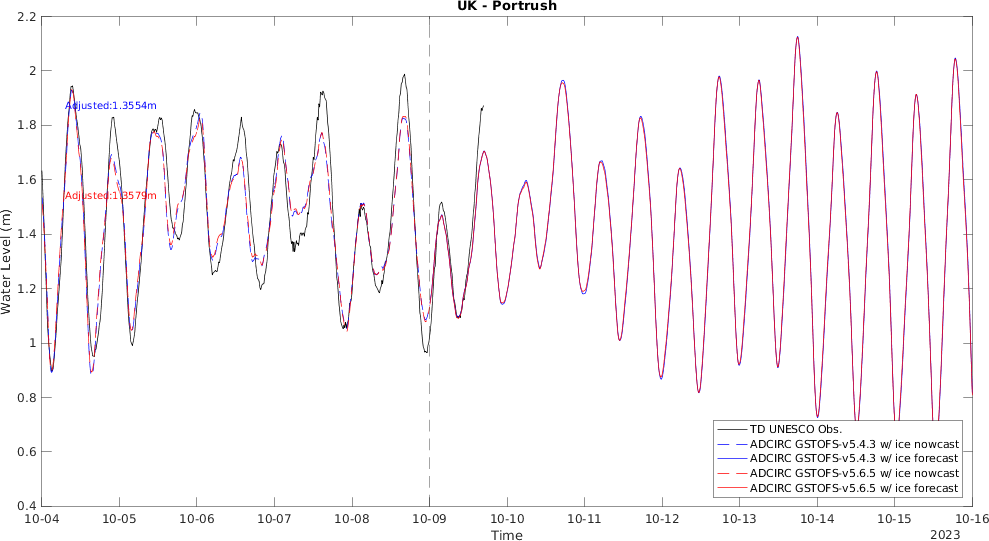 UK - Portrush
2.2
2
1.8
1.6
1.4
1.2
1
0.8
0.6
0.4
Water Level (m)
Adjusted:1.3554m
Adjusted:1.3579m
TD UNESCO Obs.
ADCIRC GSTOFS-v5.4.3 w/ ice nowcast
ADCIRC GSTOFS-v5.4.3 w/ ice forecast
ADCIRC GSTOFS-v5.6.5 w/ ice nowcast
ADCIRC GSTOFS-v5.6.5 w/ ice forecast
10-04 10-05 10-06 10-07 10-08 10-09 10-10 10-11 10-12 10-13 10-14 10-15 10-16
Time
2023